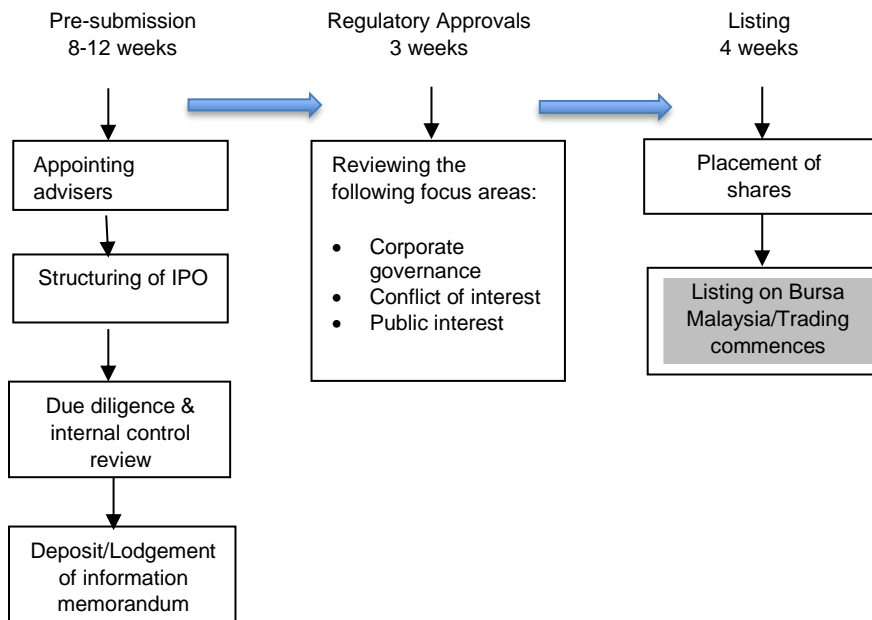 Pre-submission
8-12 weeks
Appointing
advisers
Structuring of IPO
Due diligence &
internal control
review
Deposit/Lodgement
of information
memorandum
Regulatory Approvals
3 weeks
Reviewing the
following focus areas:
• Corporate
governance
• Conflict of interest
• Public interest
Listing
4 weeks
Placement of
shares
Listing on Bursa
Malaysia/Trading
commences